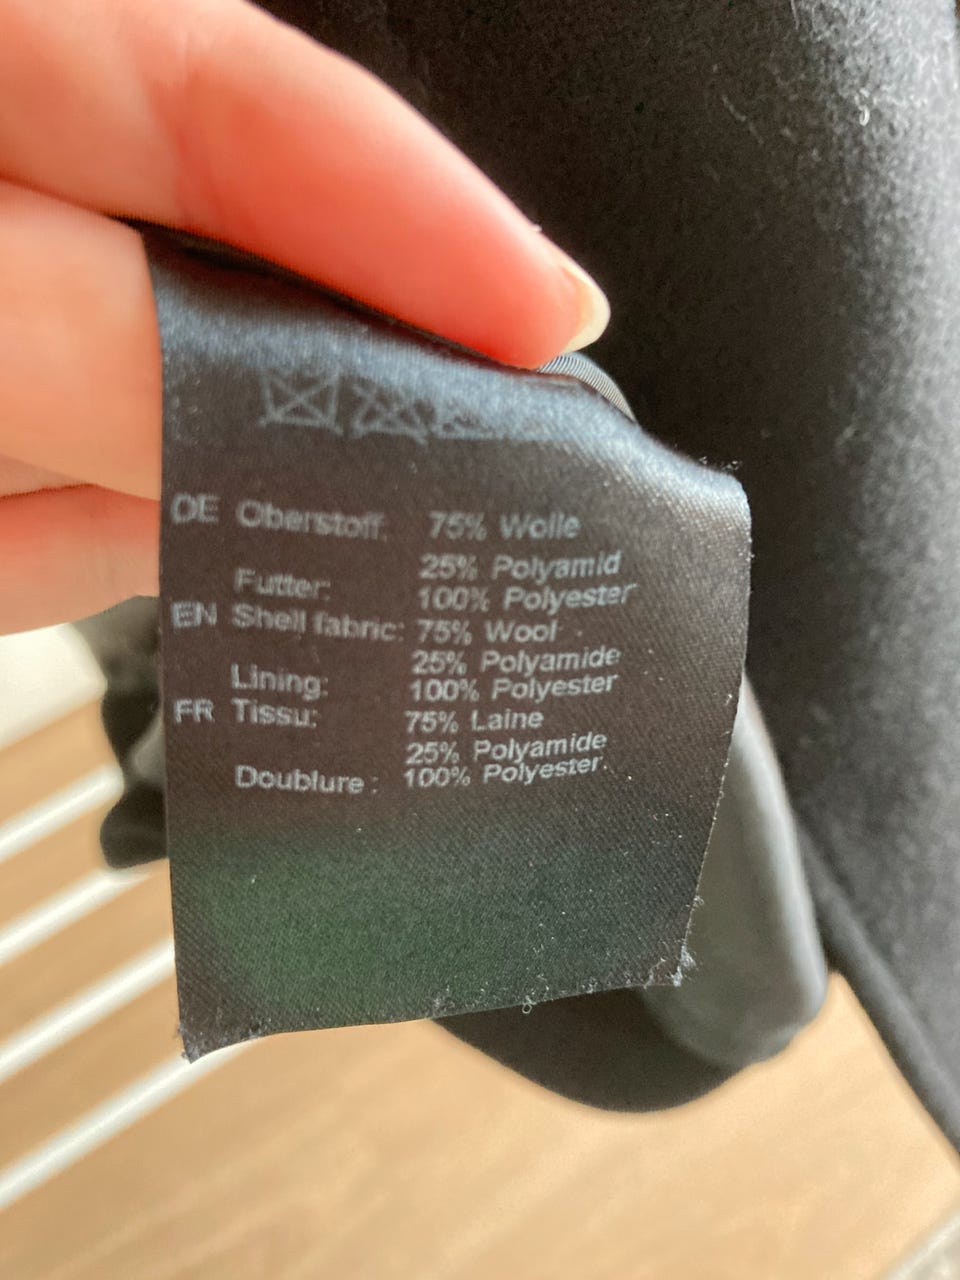 DE Oberstoff: 75% Wolle
25% Polyamid
Futter: 100% Polyester
EN Shell fabric: 75% Wool
25% Polyamide
Lining: 100% Polyester
FR Tissu: 75% Laine
25% Polyamide
Doublure : 100% Polyester